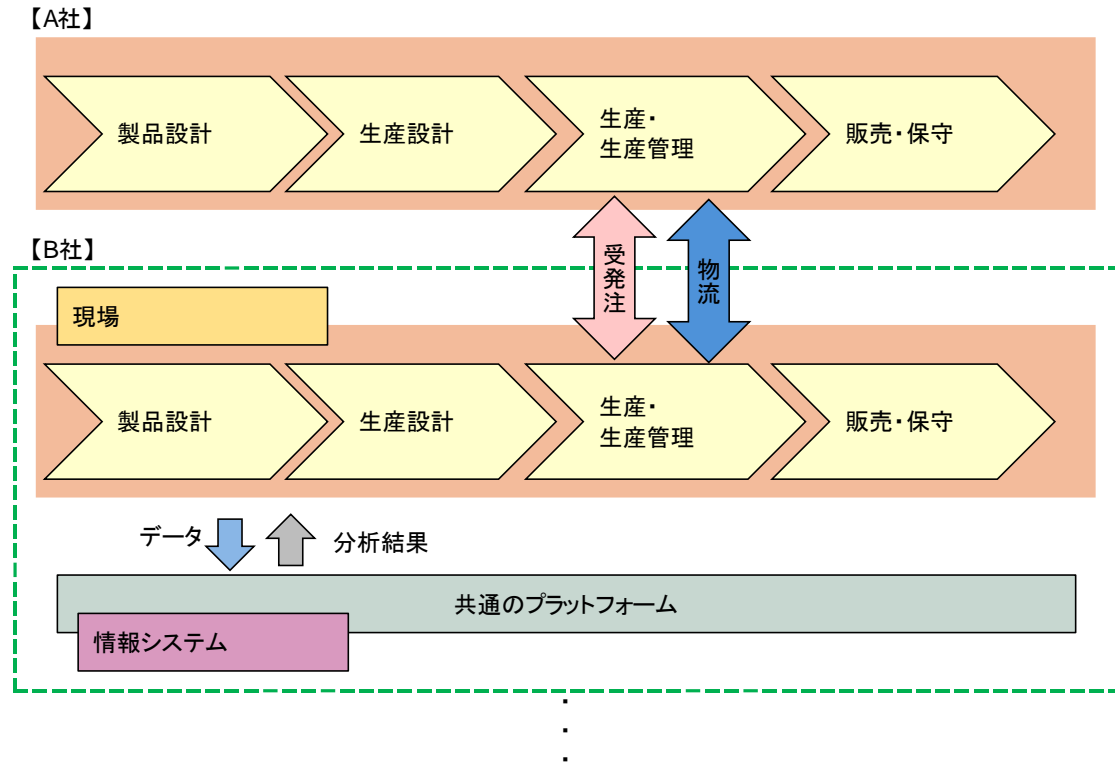 【A社】
製品設計
生産設計
生産・
生産管理
販売・保守
受発注
物流
【B社】
現場
製品設計
生産設計
生産・
生産管理
販売・保守
データ
分析結果
共通のプラットフォーム
情報システム
・
・
・